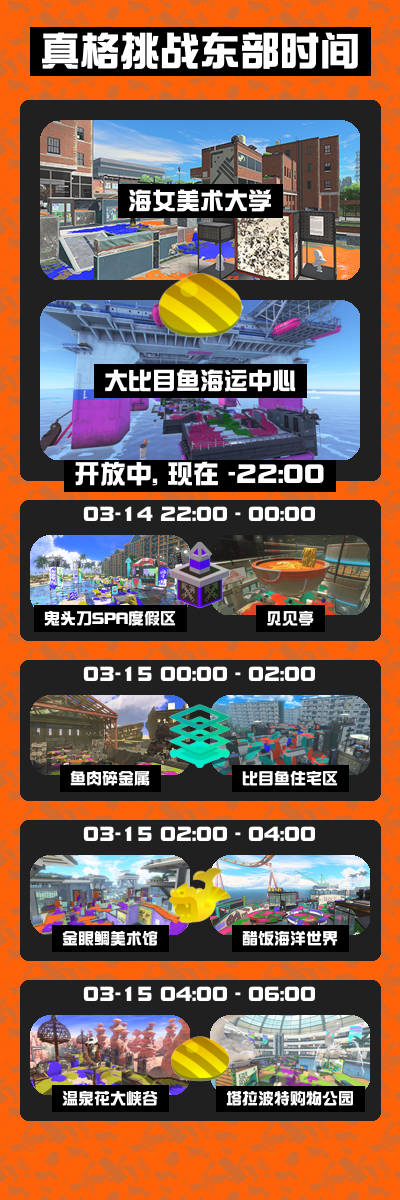 真格挑战东部时间
海女美术大学
大比目鱼海运中心
开放中, 现在 -22:00
03-14 22:00 - 00:00
鬼头刀SPA度假区
贝贝亭
03-15 00:00 - 02:00
鱼肉碎金属
比目鱼住宅区
03-15 02:00 - 04:00
金眼鲷美术馆
醋饭海洋世界
03-15 04:00 - 06:00
温泉花大峡谷
塔拉波特购物公园